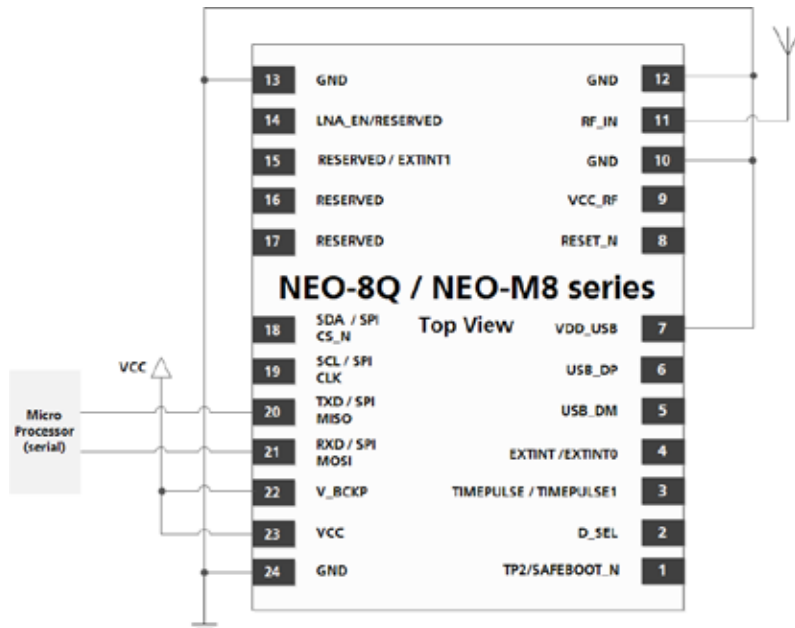 13 GND GND 12
14 LNA_EN/RESERVED RF_IN 11
15 RESERVED / EXTINT1 GND 10
16 RESERVED VCC_RF 9
17 RESERVED RESET_N 8
NEO-8Q / NEO-M8 series
Top View
18 SDA / SPI CS_N VDD_USB 7
VCC
19 SCL / SPI CLK USB_DP 6
Micro
Processor
(serial)
20 TXD / SPI MISO USB_DM 5
21 RXD / SPI MOSI EXTINT /EXTINT0 4
22 V_BCKP TIMEPULSE / TIMEPULSE1 3
23 VCC D_SEL 2
24 GND TP2/SAFEBOOT_N 1